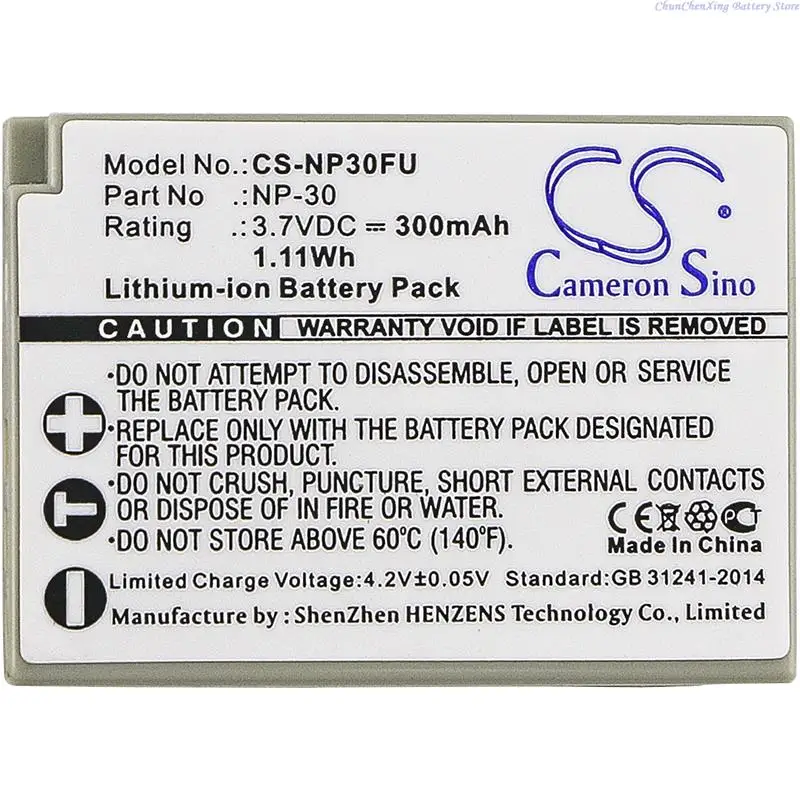 ChunChenXing Battery Store
Model No.: CS-NP30FU
Part No .: NP-30
Rating .: 3.7VDC ⎓ 300mAh
1.11Wh
Lithium-ion Battery Pack
CS
®
Cameron Sino
CAUTION WARRANTY VOID IF LABEL IS REMOVED
·DO NOT ATTEMPT TO DISASSEMBLE, OPEN OR SERVICE
THE BATTERY PACK.
·REPLACE ONLY WITH THE BATTERY PACK DESIGNATED
FOR THIS PRODUCT.
·DO NOT CRUSH, PUNCTURE, SHORT EXTERNAL CONTACTS
OR DISPOSE OF IN FIRE OR WATER.
·DO NOT STORE ABOVE 60°C (140°F).
+
T
−
CE PCT
Made In China
Limited Charge Voltage:4.2V±0.05V Standard:GB 31241-2014
Manufacture by : ShenZhen HENZENS Technology Co., Limited